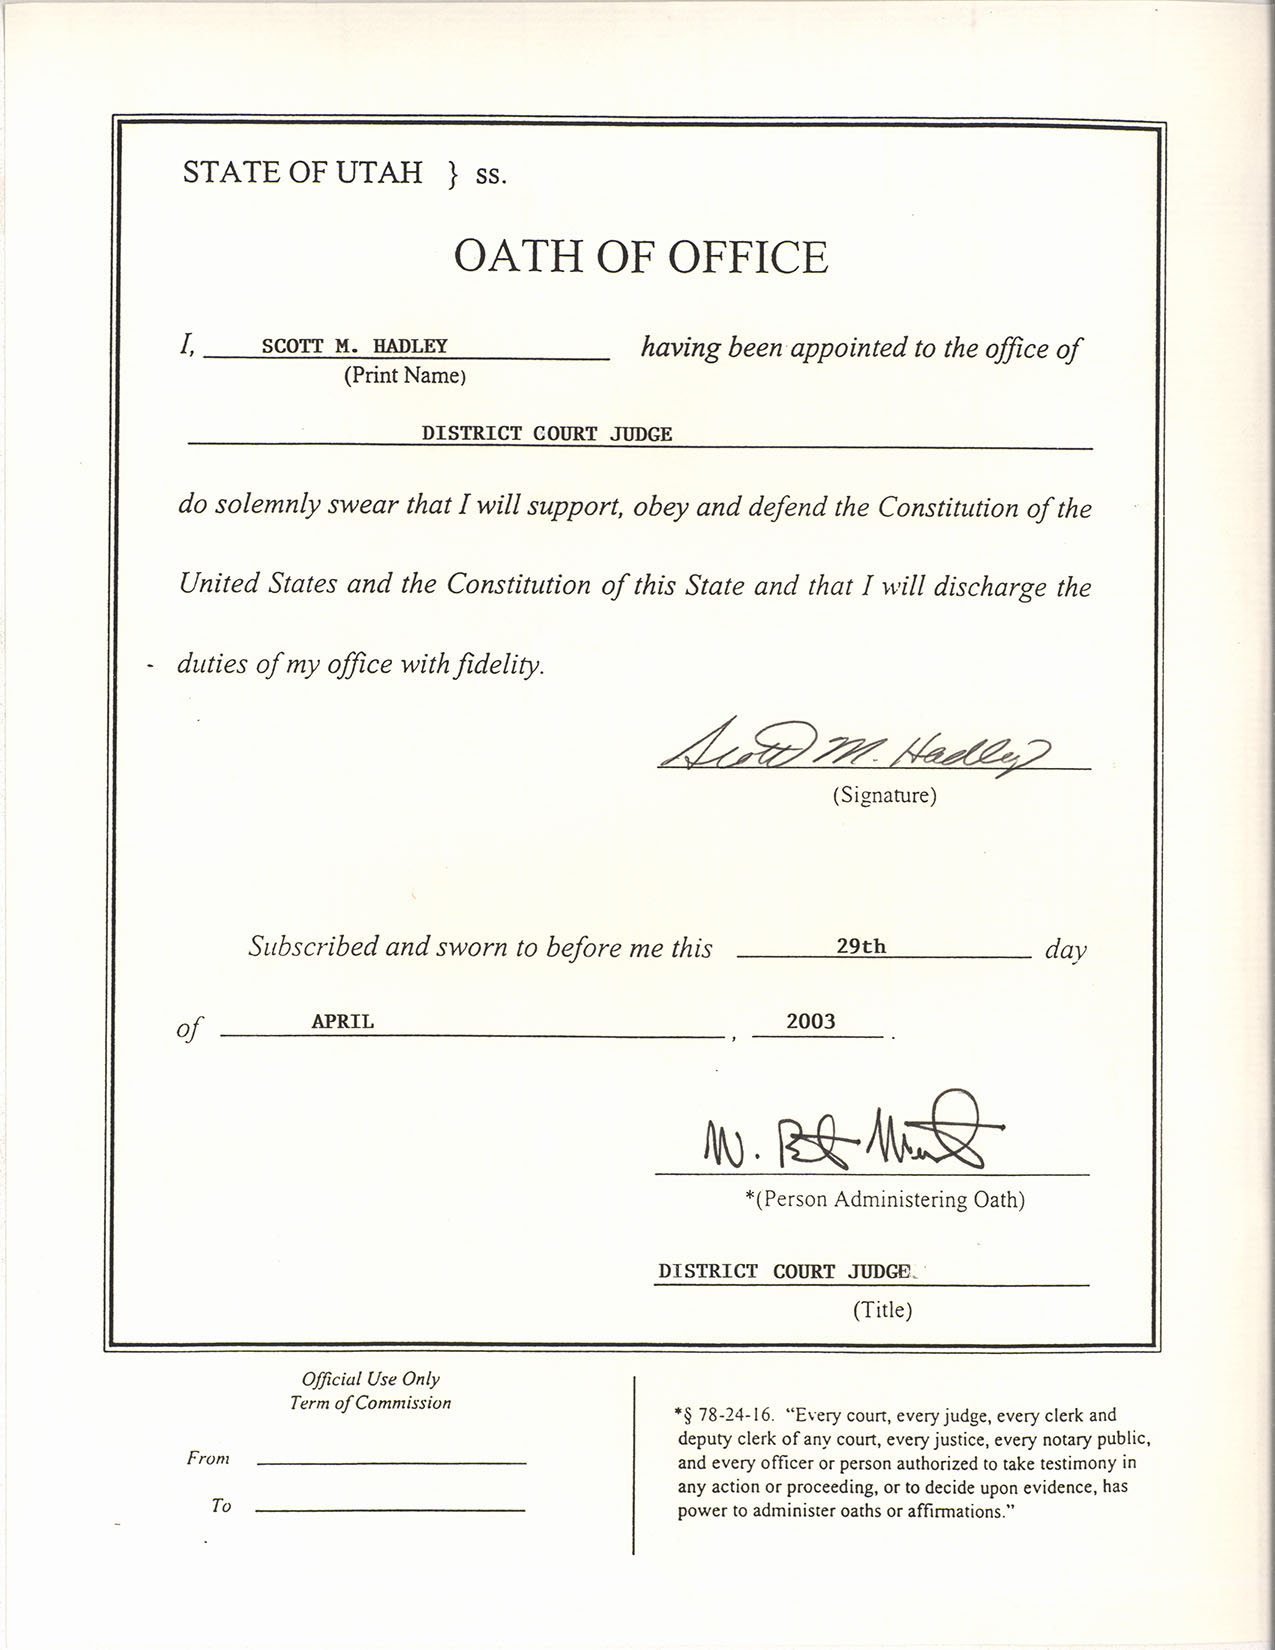 STATE OF UTAH } ss.
OATH OF OFFICE
I, SCOTT M. HADLEY having been appointed to the office of
(Print Name)
DISTRICT COURT JUDGE
do solemnly swear that I will support, obey and defend the Constitution of the
United States and the Constitution of this State and that I will discharge the
duties of my office with fidelity.
Scott M. Hadley
(Signature)
Subscribed and sworn to before me this 29th day
of APRIL, 2003.
W.
*(Person Administering Oath)
DISTRICT COURT JUDGE
(Title)
Official Use Only
Term of Commission
From
To
*§ 78-24-16. “Every court, every judge, every clerk and
deputy clerk of any court, every justice, every notary public,
and every officer or person authorized to take testimony in
any action or proceeding, or to decide upon evidence, has
power to administer oaths or affirmations.”